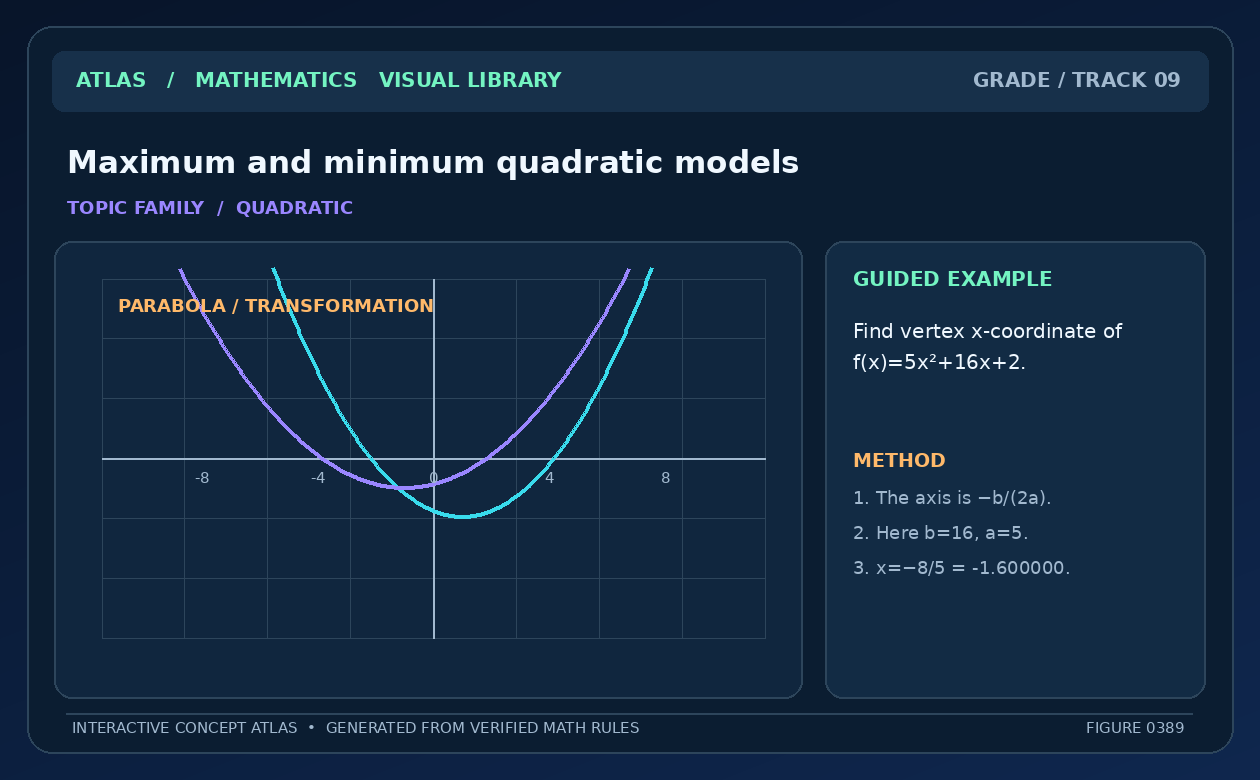 ATLAS / MATHEMATICS VISUAL LIBRARY
GRADE / TRACK 09
Maximum and minimum quadratic models
TOPIC FAMILY / QUADRATIC
PARABOLA / TRANSFORMATION
-8 -4 0 4 8
GUIDED EXAMPLE
Find vertex x-coordinate of
f(x)=5x²+16x+2.
METHOD
1. The axis is −b/(2a).
2. Here b=16, a=5.
3. x=−8/5 = -1.600000.
INTERACTIVE CONCEPT ATLAS • GENERATED FROM VERIFIED MATH RULES
FIGURE 0389